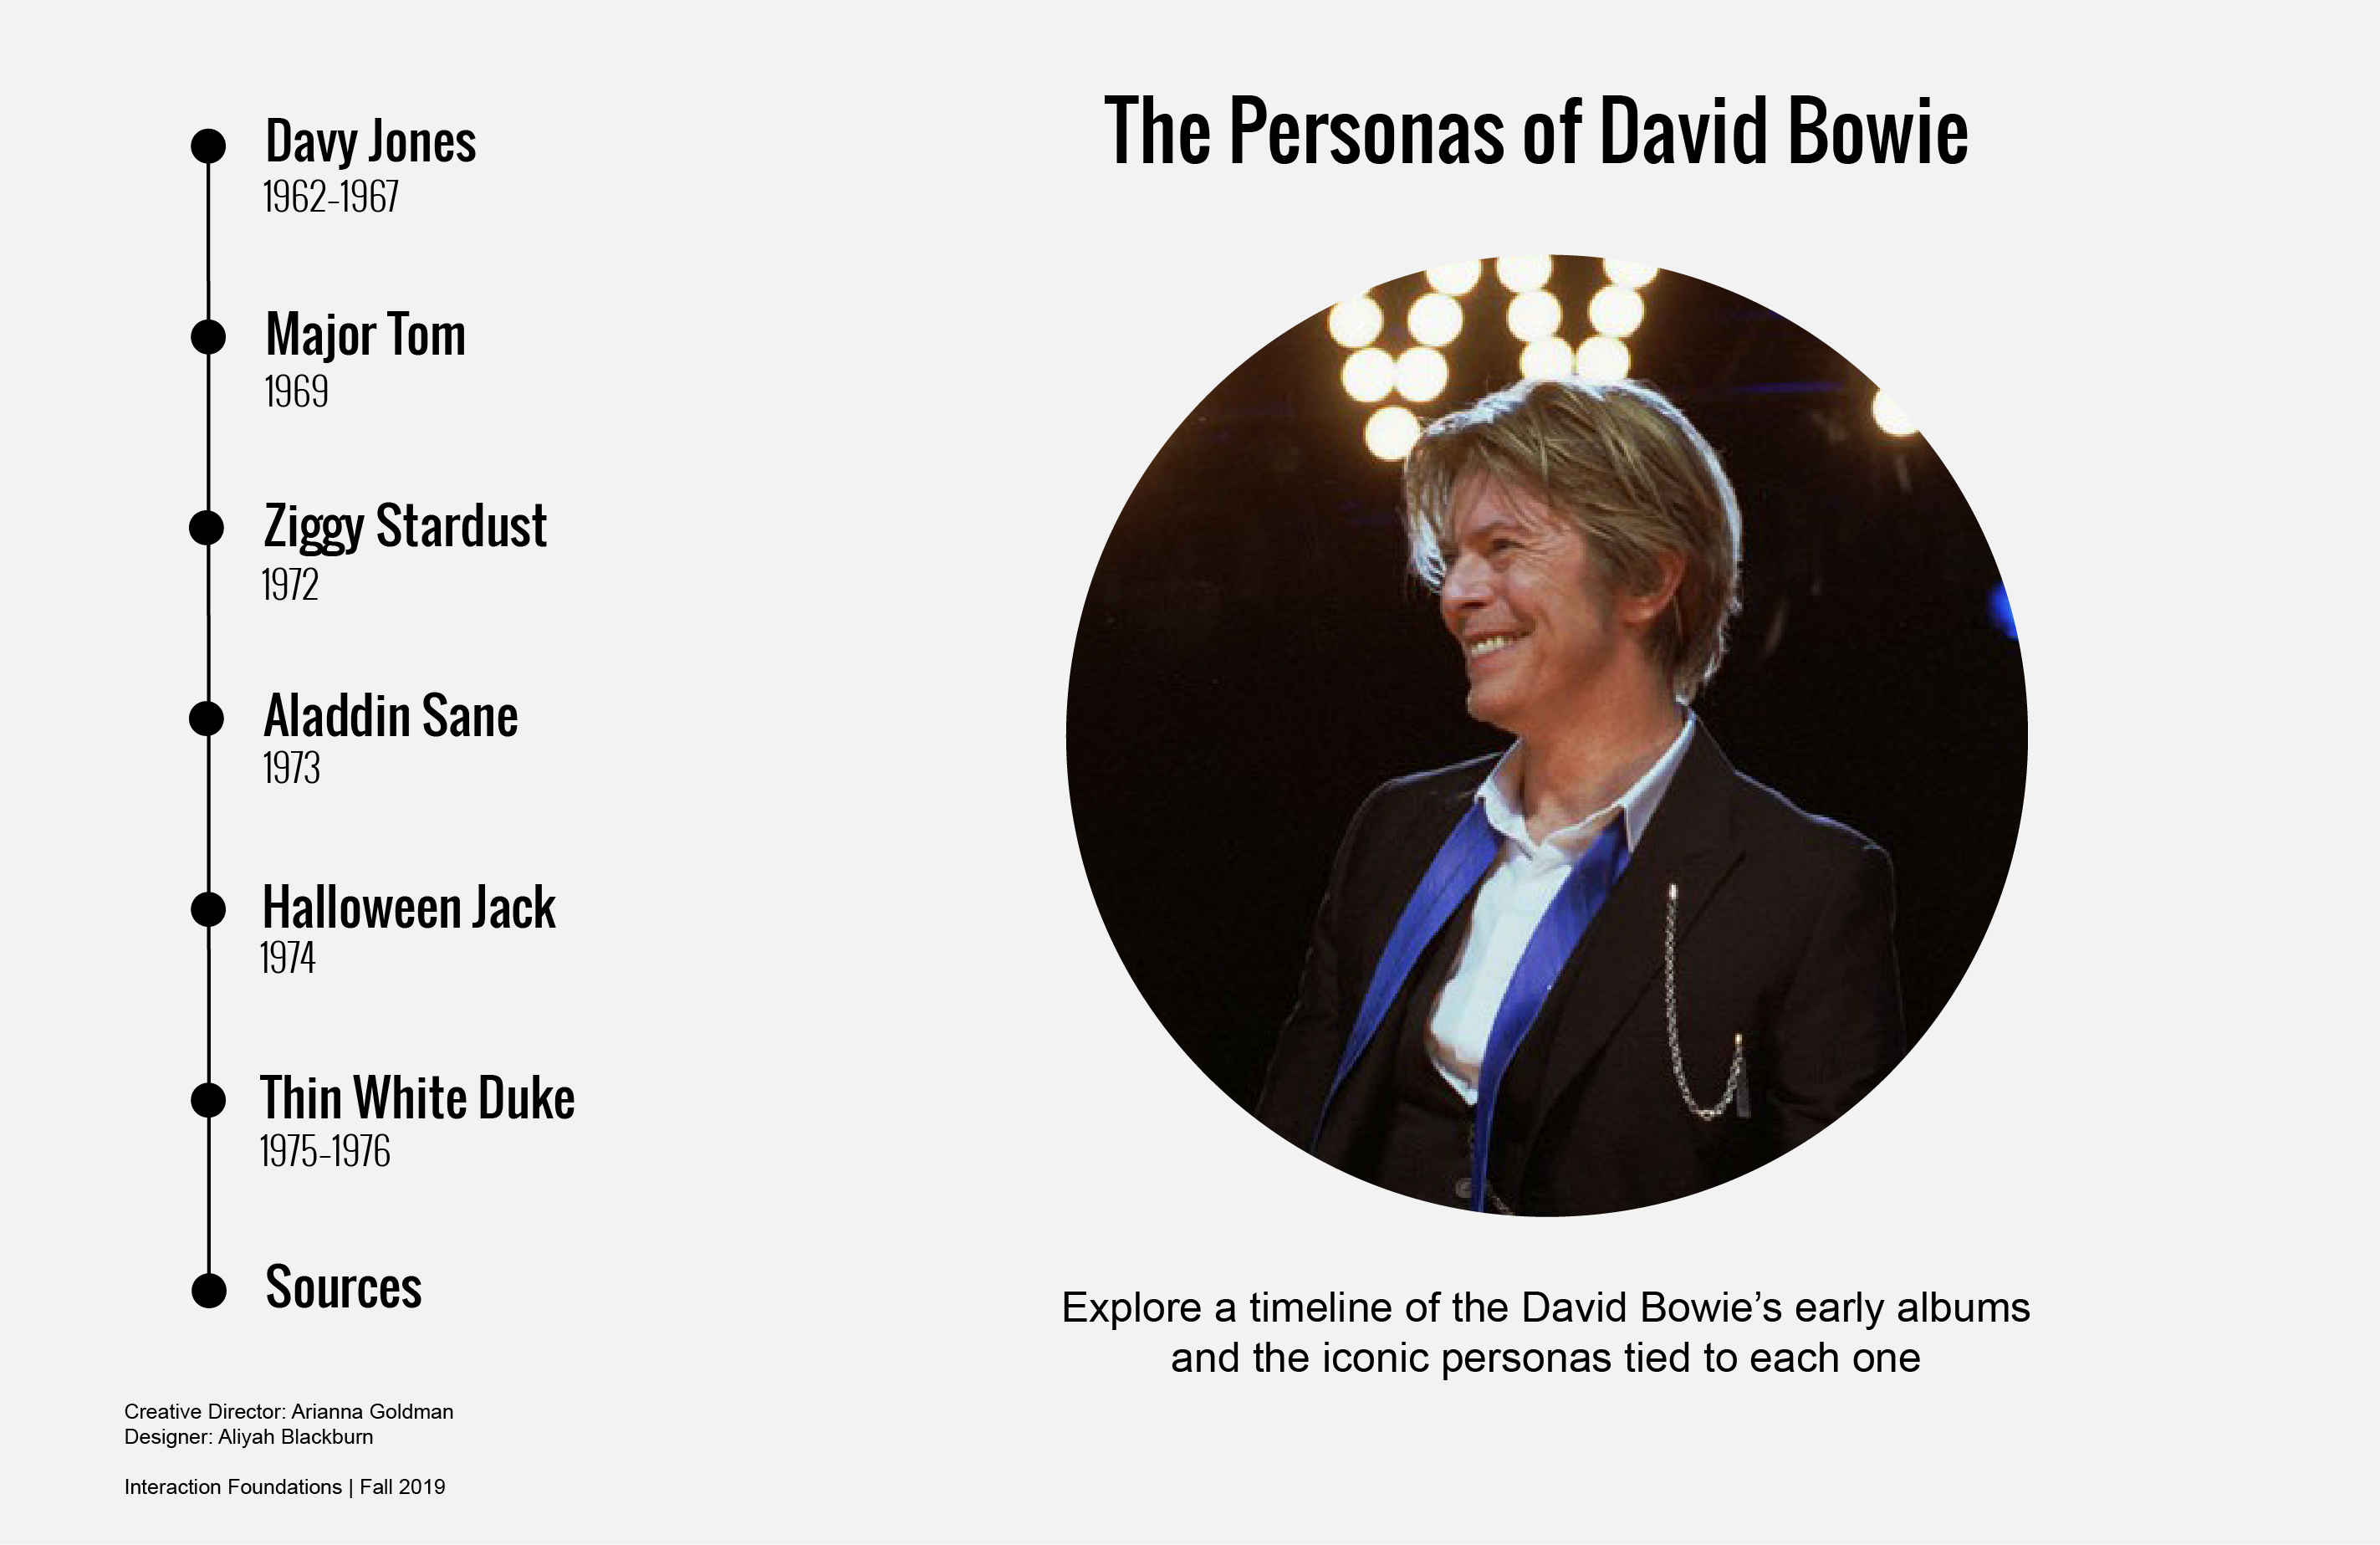 The Personas of David Bowie
Davy Jones
1962-1967
Major Tom
1969
Ziggy Stardust
1972
Aladdin Sane
1973
Halloween Jack
1974
Thin White Duke
1975-1976
Sources
Explore a timeline of the David Bowie’s early albums
and the iconic personas tied to each one
Creative Director: Arianna Goldman
Designer: Aliyah Blackburn
Interaction Foundations | Fall 2019